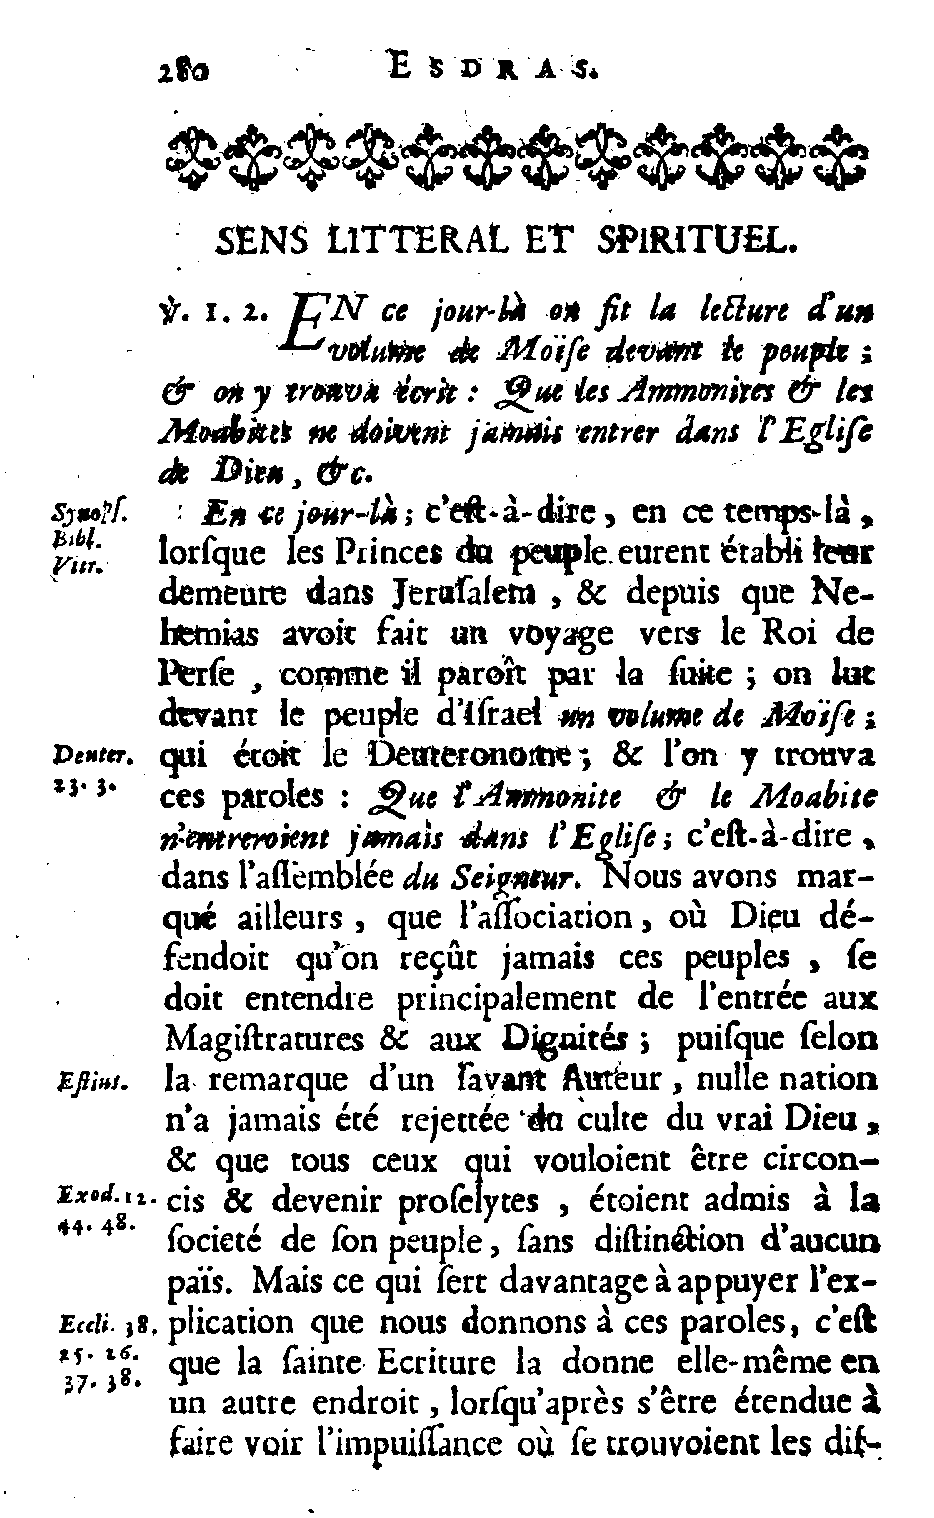 280 ESDRAS.
SENS LITTERAL ET SPIRITUEL.
℣. 1. 2. EN ce jour-là on fit la lecture d'un
volume de Moïſe devant le peuple ;
& on y trouva écrit : Que les Ammonites & les
Moabites ne doivent jamais entrer dans l'Egliſe
de Dieu, &c.
Synopſ. En ce jour-là ; c'eſt-à-dire, en ce temps-là,
Bibl.
Vitr. lorſque les Princes du peuple eurent établi leur
demeure dans Jeruſalem, & depuis que Ne-
hemias avoit fait un voyage vers le Roi de
Perſe, comme il paroît par la ſuite ; on lut
devant le peuple d'Iſrael un volume de Moïſe ;
Deuter. qui étoit le Deuteronome ; & l'on y trouva
23. 3. ces paroles : Que l'Ammonite & le Moabite
n'entreroient jamais dans l'Egliſe ; c'eſt-à-dire,
dans l'aſſemblée du Seigneur. Nous avons mar-
qué ailleurs, que l'aſſociation, où Dieu dé-
fendoit qu'on reçût jamais ces peuples, ſe
doit entendre principalement de l'entrée aux
Magiſtratures & aux Dignités ; puiſque ſelon
Eſtius. la remarque d'un ſavant Auteur, nulle nation
n'a jamais été rejettée du culte du vrai Dieu,
& que tous ceux qui vouloient être circon-
Exod. 12. cis & devenir proſelytes, étoient admis à la
44. 48. ſocieté de ſon peuple, ſans diſtinction d'aucun
païs. Mais ce qui ſert davantage à appuyer l'ex-
Eccli. 38. plication que nous donnons à ces paroles, c'eſt
25. 26. que la ſainte Ecriture la donne elle-même en
37. 38.
un autre endroit, lorſqu'après s'être étendue à
faire voir l'impuiſſance où ſe trouvoient les diſ-